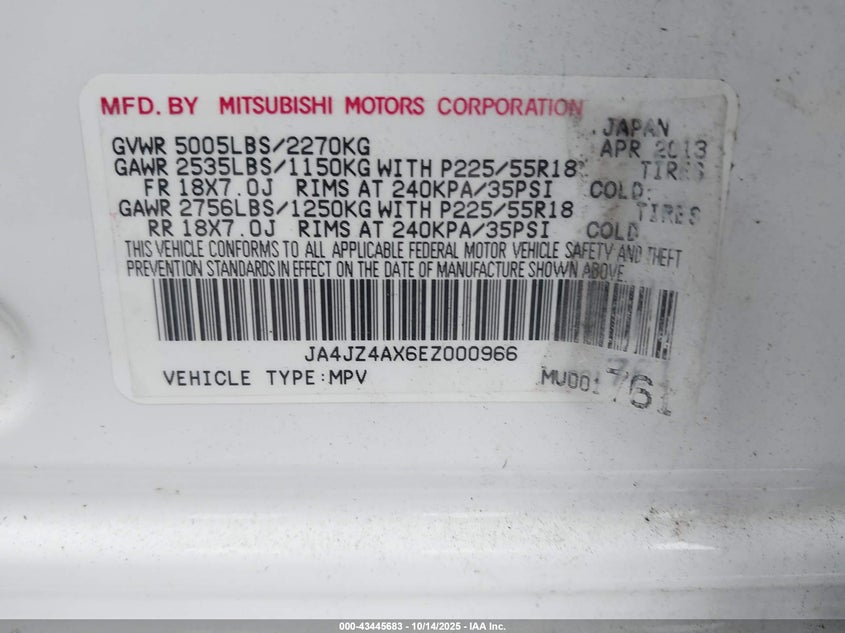 MFD. BY MITSUBISHI MOTORS CORPORATION
JAPAN
GVWR 5005LBS/2270KG APR 2013
GAWR 2535LBS/1150KG WITH P225/55R18 TIRES
FR 18X7.0J RIMS AT 240KPA/35PSI COLD
GAWR 2756LBS/1250KG WITH P225/55R18 TIRES
RR 18X7.0J RIMS AT 240KPA/35PSI COLD
THIS VEHICLE CONFORMS TO ALL APPLICABLE FEDERAL MOTOR VEHICLE SAFETY AND THEFT
PREVENTION STANDARDS IN EFFECT ON THE DATE OF MANUFACTURE SHOWN ABOVE.
JA4JZ4AX6EZ000966
VEHICLE TYPE:MPV
000-43445683 - 10/14/2025 - IAA Inc.